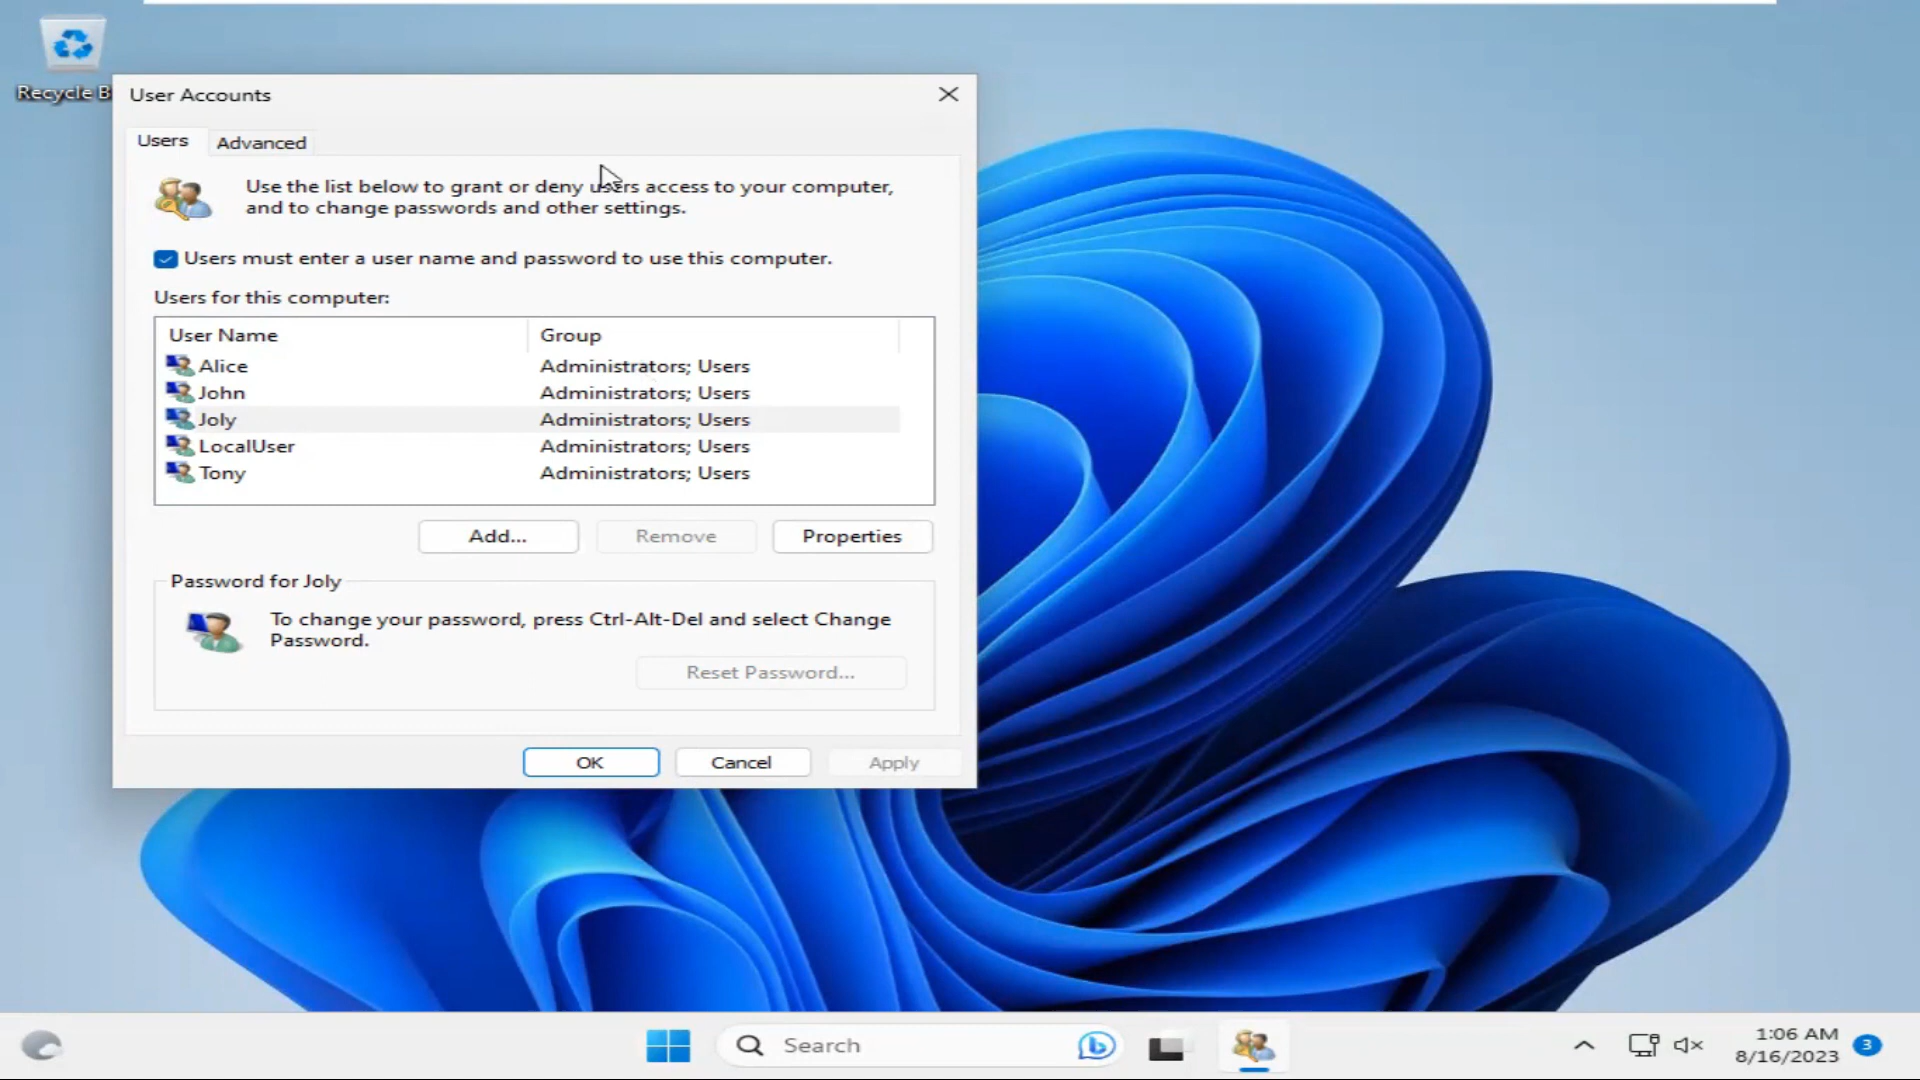 Recycle B
User Accounts
Users
Advanced
Use the list below to grant or deny users access to your computer,
and to change passwords and other settings.
Users must enter a user name and password to use this computer.
Users for this computer:
User Name Group
Alice Administrators; Users
John Administrators; Users
Joly Administrators; Users
LocalUser Administrators; Users
Tony Administrators; Users
Add...
Remove
Properties
Password for Joly
To change your password, press Ctrl-Alt-Del and select Change
Password.
Reset Password...
OK
Cancel
Apply
Search
1:06 AM
8/16/2023
3